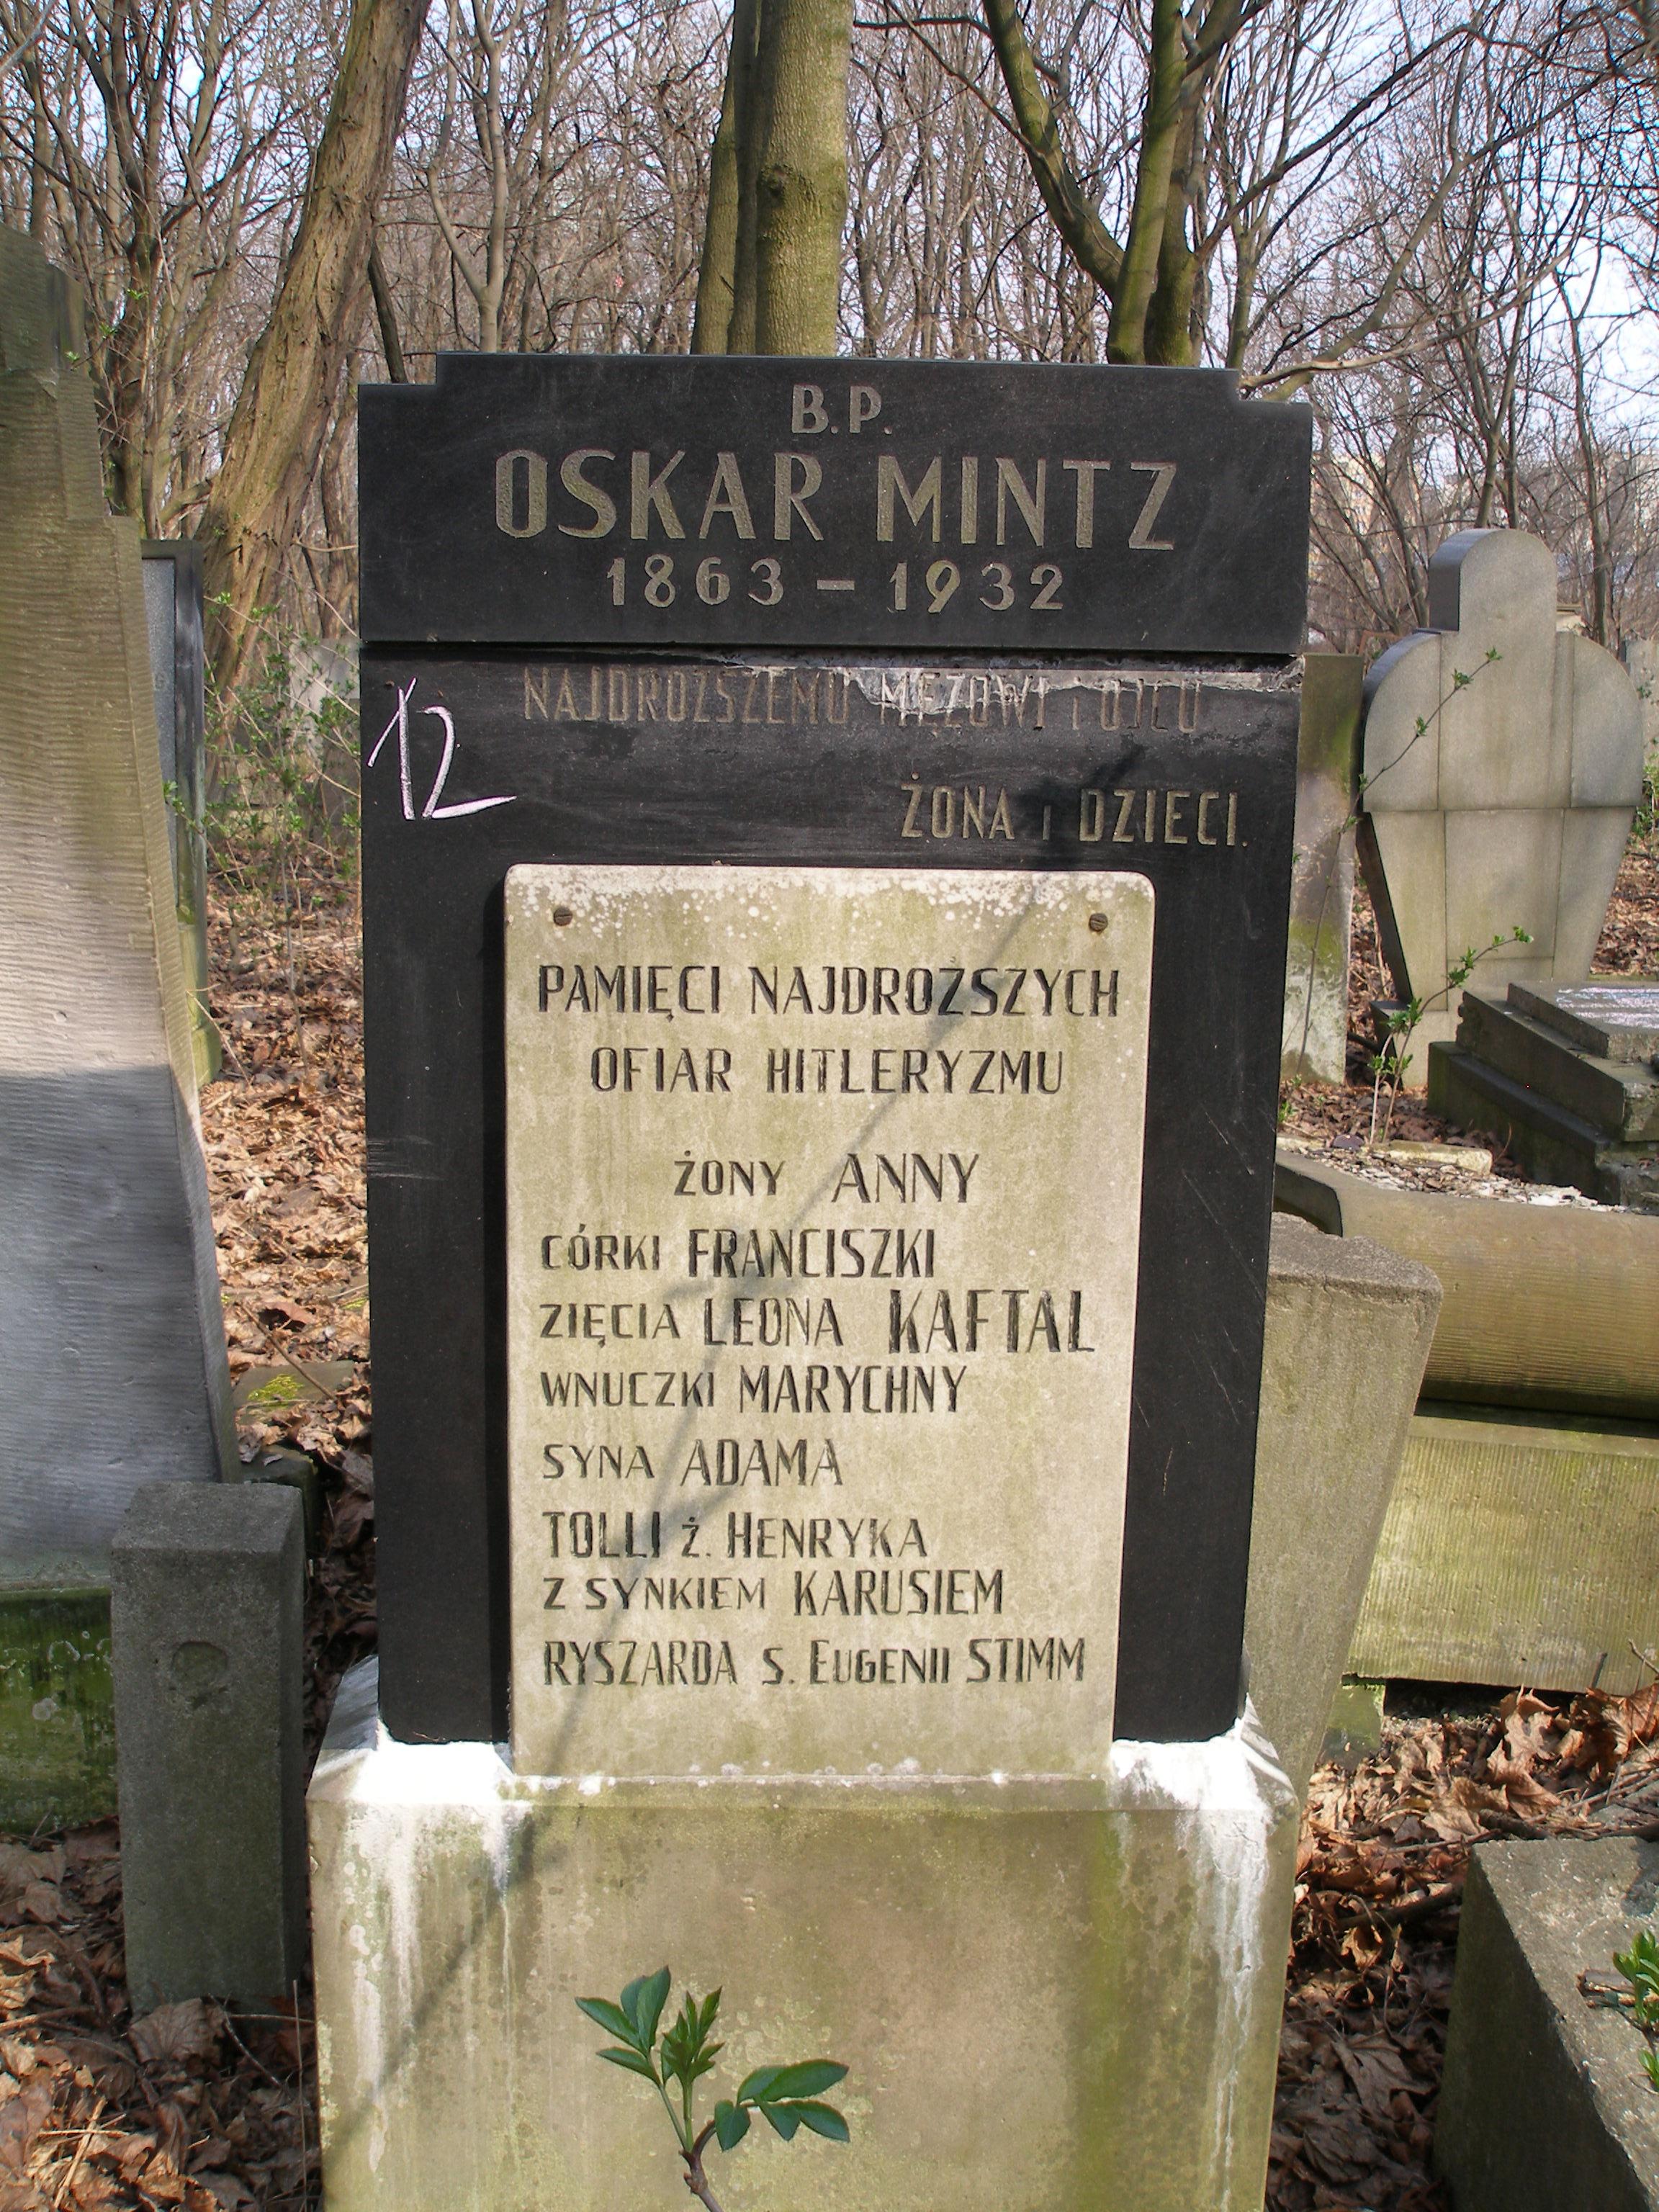 B.P.
OSKAR MINTZ
1863 – 1932
NAJDROŻSZEMU MĘŻOWI i OJCU
12
ŻONA i DZIECI.
PAMIĘCI NAJDROŻSZYCH
OFIAR HITLERYZMU
ŻONY ANNY
CÓRKI FRANCISZKI
ZIĘCIA LEONA KAFTAL
WNUCZKI MARYCHNY
SYNA ADAMA
TOLLI Ż. HENRYKA
Z SYNKIEM KARUSIEM
RYSZARDA S. EUGENII STIMM